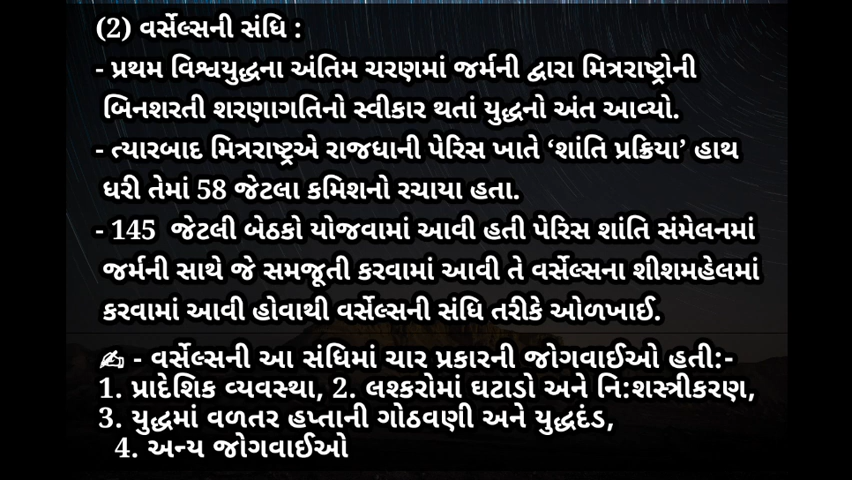 (2) વર્સેલ્સની સંધિ :
- પ્રથમ વિશ્વયુદ્ધના અંતિમ ચરણમાં જર્મની દ્વારા મિત્રરાષ્ટ્રોની
બિનશરતી શરણાગતિનો સ્વીકાર થતાં યુદ્ધનો અંત આવ્યો.
- ત્યારબાદ મિત્રરાષ્ટ્રએ રાજધાની પેરિસ ખાતે ‘શાંતિ પ્રક્રિયા’ હાથ
ધરી તેમાં 58 જેટલા કમિશનો રચાયા હતા.
- 145 જેટલી બેઠકો યોજવામાં આવી હતી પેરિસ શાંતિ સંમેલનમાં
જર્મની સાથે જે સમજૂતી કરવામાં આવી તે વર્સેલ્સના શીશમહેલમાં
કરવામાં આવી હોવાથી વર્સેલ્સની સંધિ તરીકે ઓળખાઈ.
✍ - વર્સેલ્સની આ સંધિમાં ચાર પ્રકારની જોગવાઈઓ હતી:-
1. પ્રાદેશિક વ્યવસ્થા, 2. લશ્કરોમાં ઘટાડો અને નિ:શસ્ત્રીકરણ,
3. યુદ્ધમાં વળતર હપ્તાની ગોઠવણી અને યુદ્ધદંડ,
4. અન્ય જોગવાઈઓ